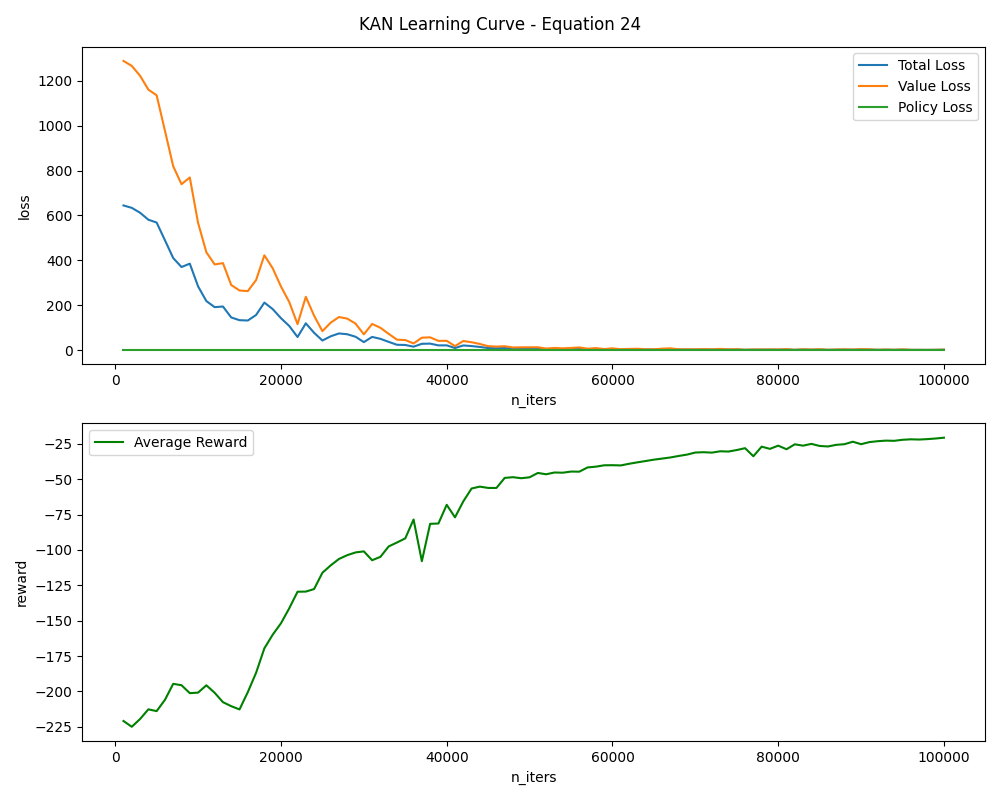 KAN Learning Curve - Equation 24
1200
1000
800
600
400
200
0
loss
Total Loss
Value Loss
Policy Loss
0 20000 40000 60000 80000 100000
n_iters
−25
−50
−75
−100
−125
−150
−175
−200
−225
reward
Average Reward
0 20000 40000 60000 80000 100000
n_iters